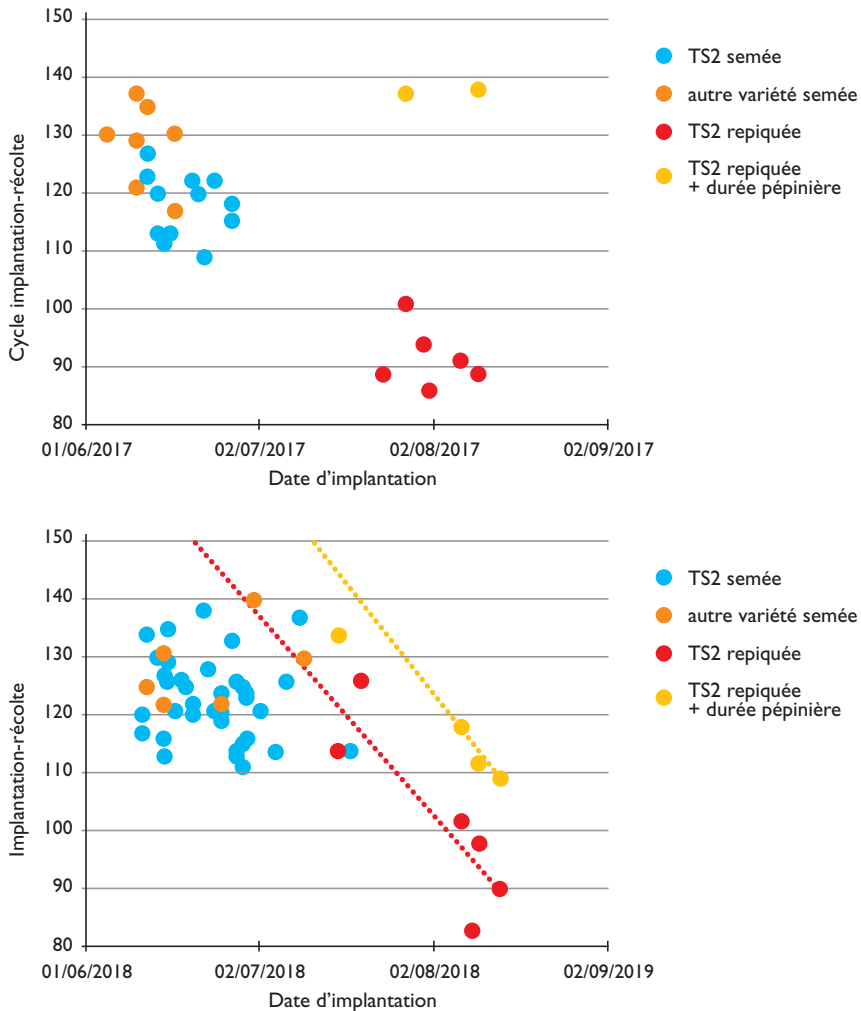 150
140
130
120
110
100
90
80
Cycle implantation-récolte
01/06/2017
02/07/2017
02/08/2017
02/09/2017
Date d'implantation
TS2 semée
autre variété semée
TS2 repiquée
TS2 repiquée
+ durée pépinière
150
140
130
120
110
100
90
80
Implantation-récolte
01/06/2018
02/07/2018
02/08/2018
02/09/2019
Date d'implantation
TS2 semée
autre variété semée
TS2 repiquée
TS2 repiquée
+ durée pépinière